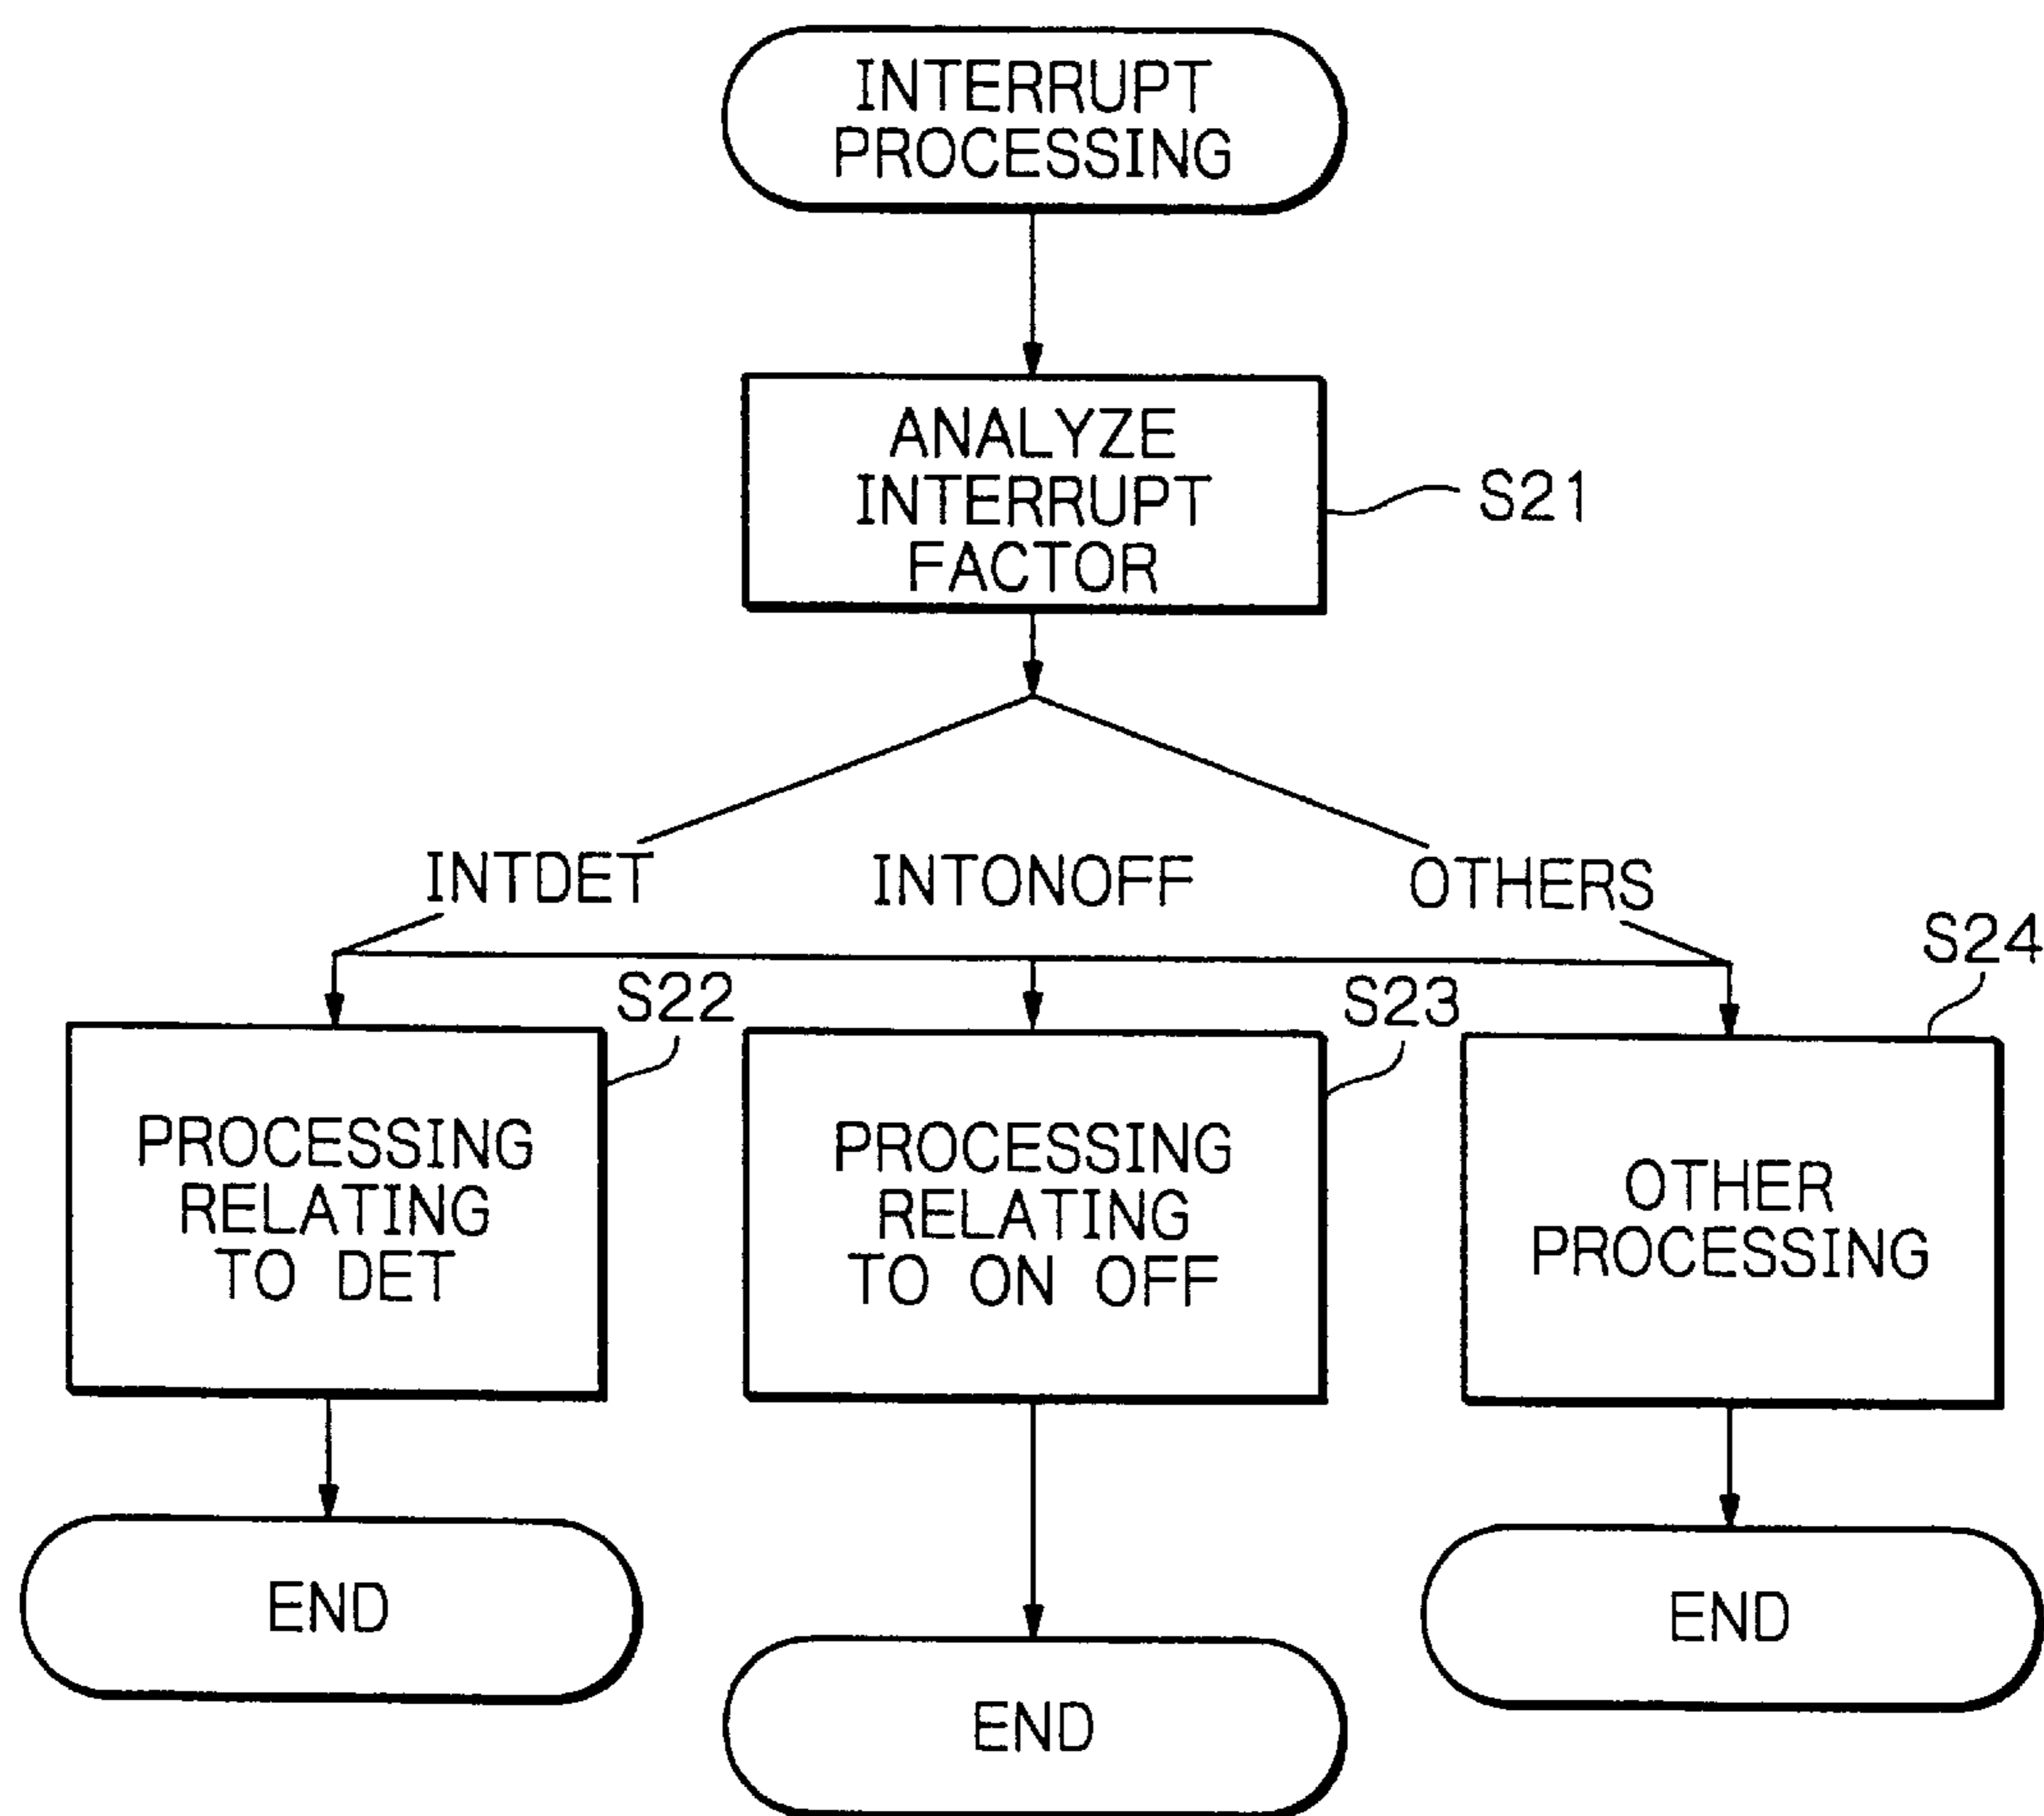 INTERRUPT
PROCESSING
ANALYZE
INTERRUPT
FACTOR
S21
INTDET
INTONOFF
OTHERS
S22
S23
S24
PROCESSING
RELATING
TO DET
PROCESSING
RELATING
TO ON OFF
OTHER
PROCESSING
END
END
END